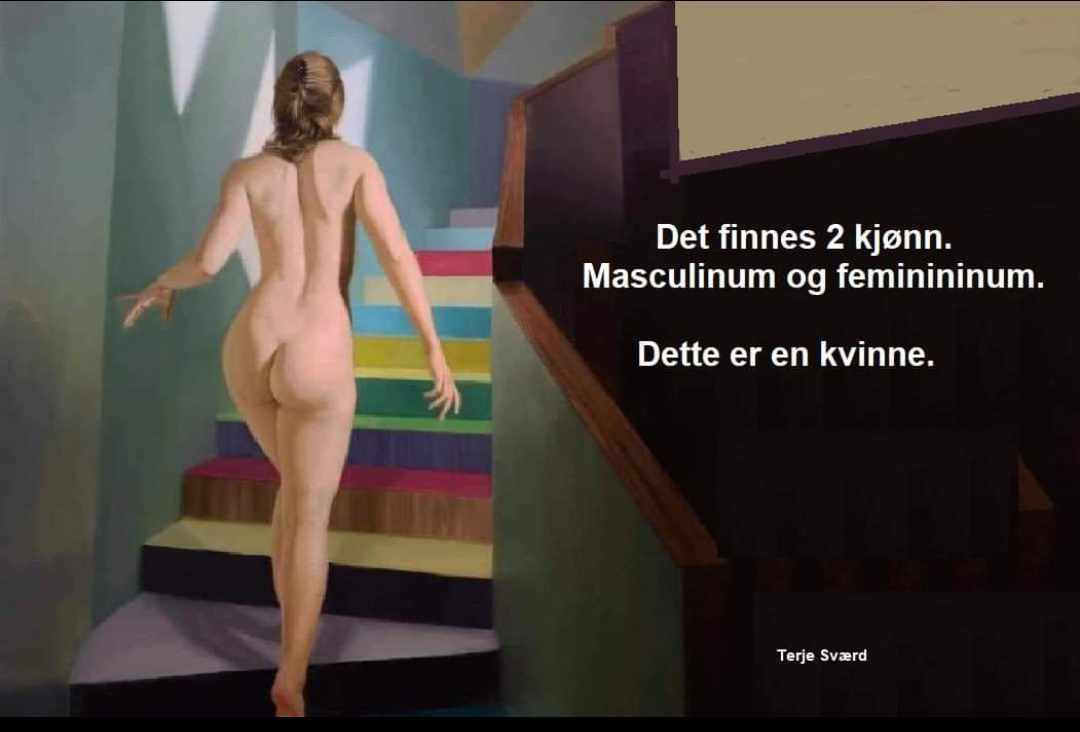 Det finnes 2 kjønn.
Masculinum og feminininum.
Dette er en kvinne.
Terje Sværd